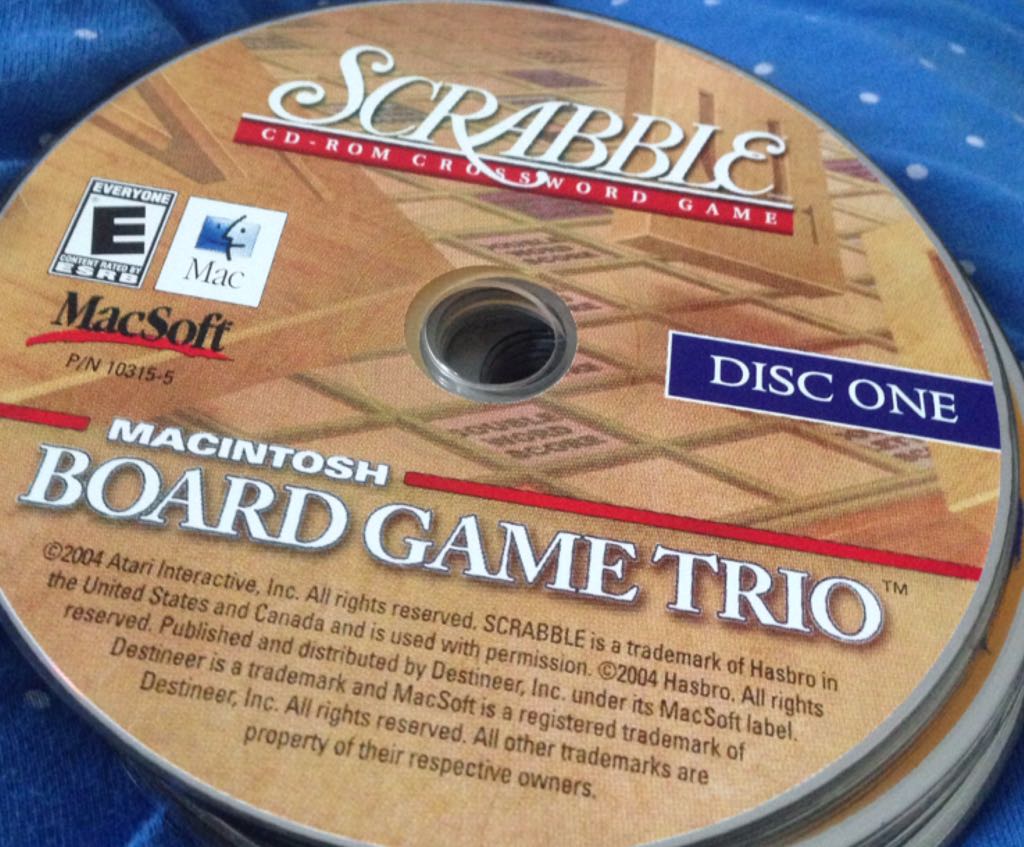 SCRABBLE
CD-ROM CROSSWORD GAME
EVERYONE
E
CONTENT RATED BY
ESRB
Mac
MacSoft
P/N 10315-5
DISC ONE
MACINTOSH
BOARD GAME TRIO™
©2004 Atari Interactive, Inc. All rights reserved. SCRABBLE is a trademark of Hasbro in
the United States and Canada and is used with permission. ©2004 Hasbro. All rights
reserved. Published and distributed by Destineer, Inc. under its MacSoft label.
Destineer is a trademark and MacSoft is a registered trademark of
Destineer, Inc. All rights reserved. All other trademarks are
property of their respective owners.
DOUBLE
WORD
SCORE